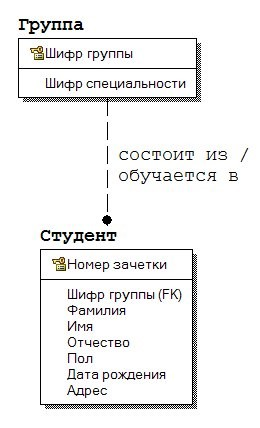 Группа
Шифр группы
Шифр специальности
состоит из /
обучается в
Студент
Номер зачетки
Шифр группы (FK)
Фамилия
Имя
Отчество
Пол
Дата рождения
Адрес